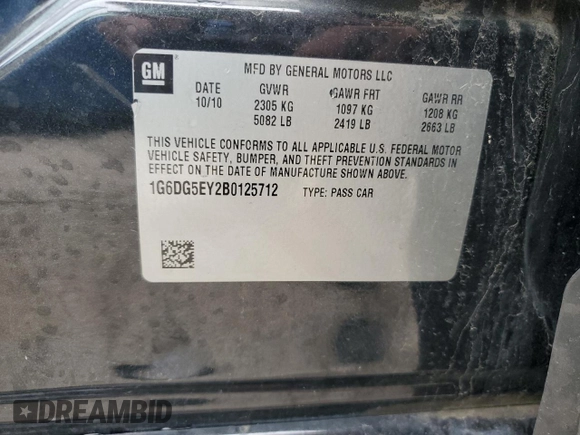 GM
MFD BY GENERAL MOTORS LLC
DATE GVWR GAWR FRT GAWR RR
10/10 2305 KG 1097 KG 1208 KG
5082 LB 2419 LB 2663 LB
THIS VEHICLE CONFORMS TO ALL APPLICABLE U.S. FEDERAL MOTOR
VEHICLE SAFETY, BUMPER, AND THEFT PREVENTION STANDARDS IN
EFFECT ON THE DATE OF MANUFACTURE SHOWN ABOVE.
1G6DG5EY2B0125712 TYPE: PASS CAR
DREAMBID